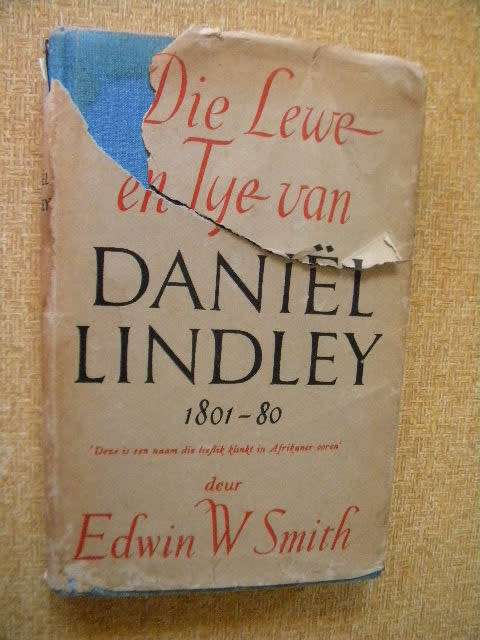 Die Lewe
en Tye van
DANIËL
LINDLEY
1801-80
'Deze is een naam die lieflik klinkt in Afrikaner ooren'
deur
Edwin W Smith